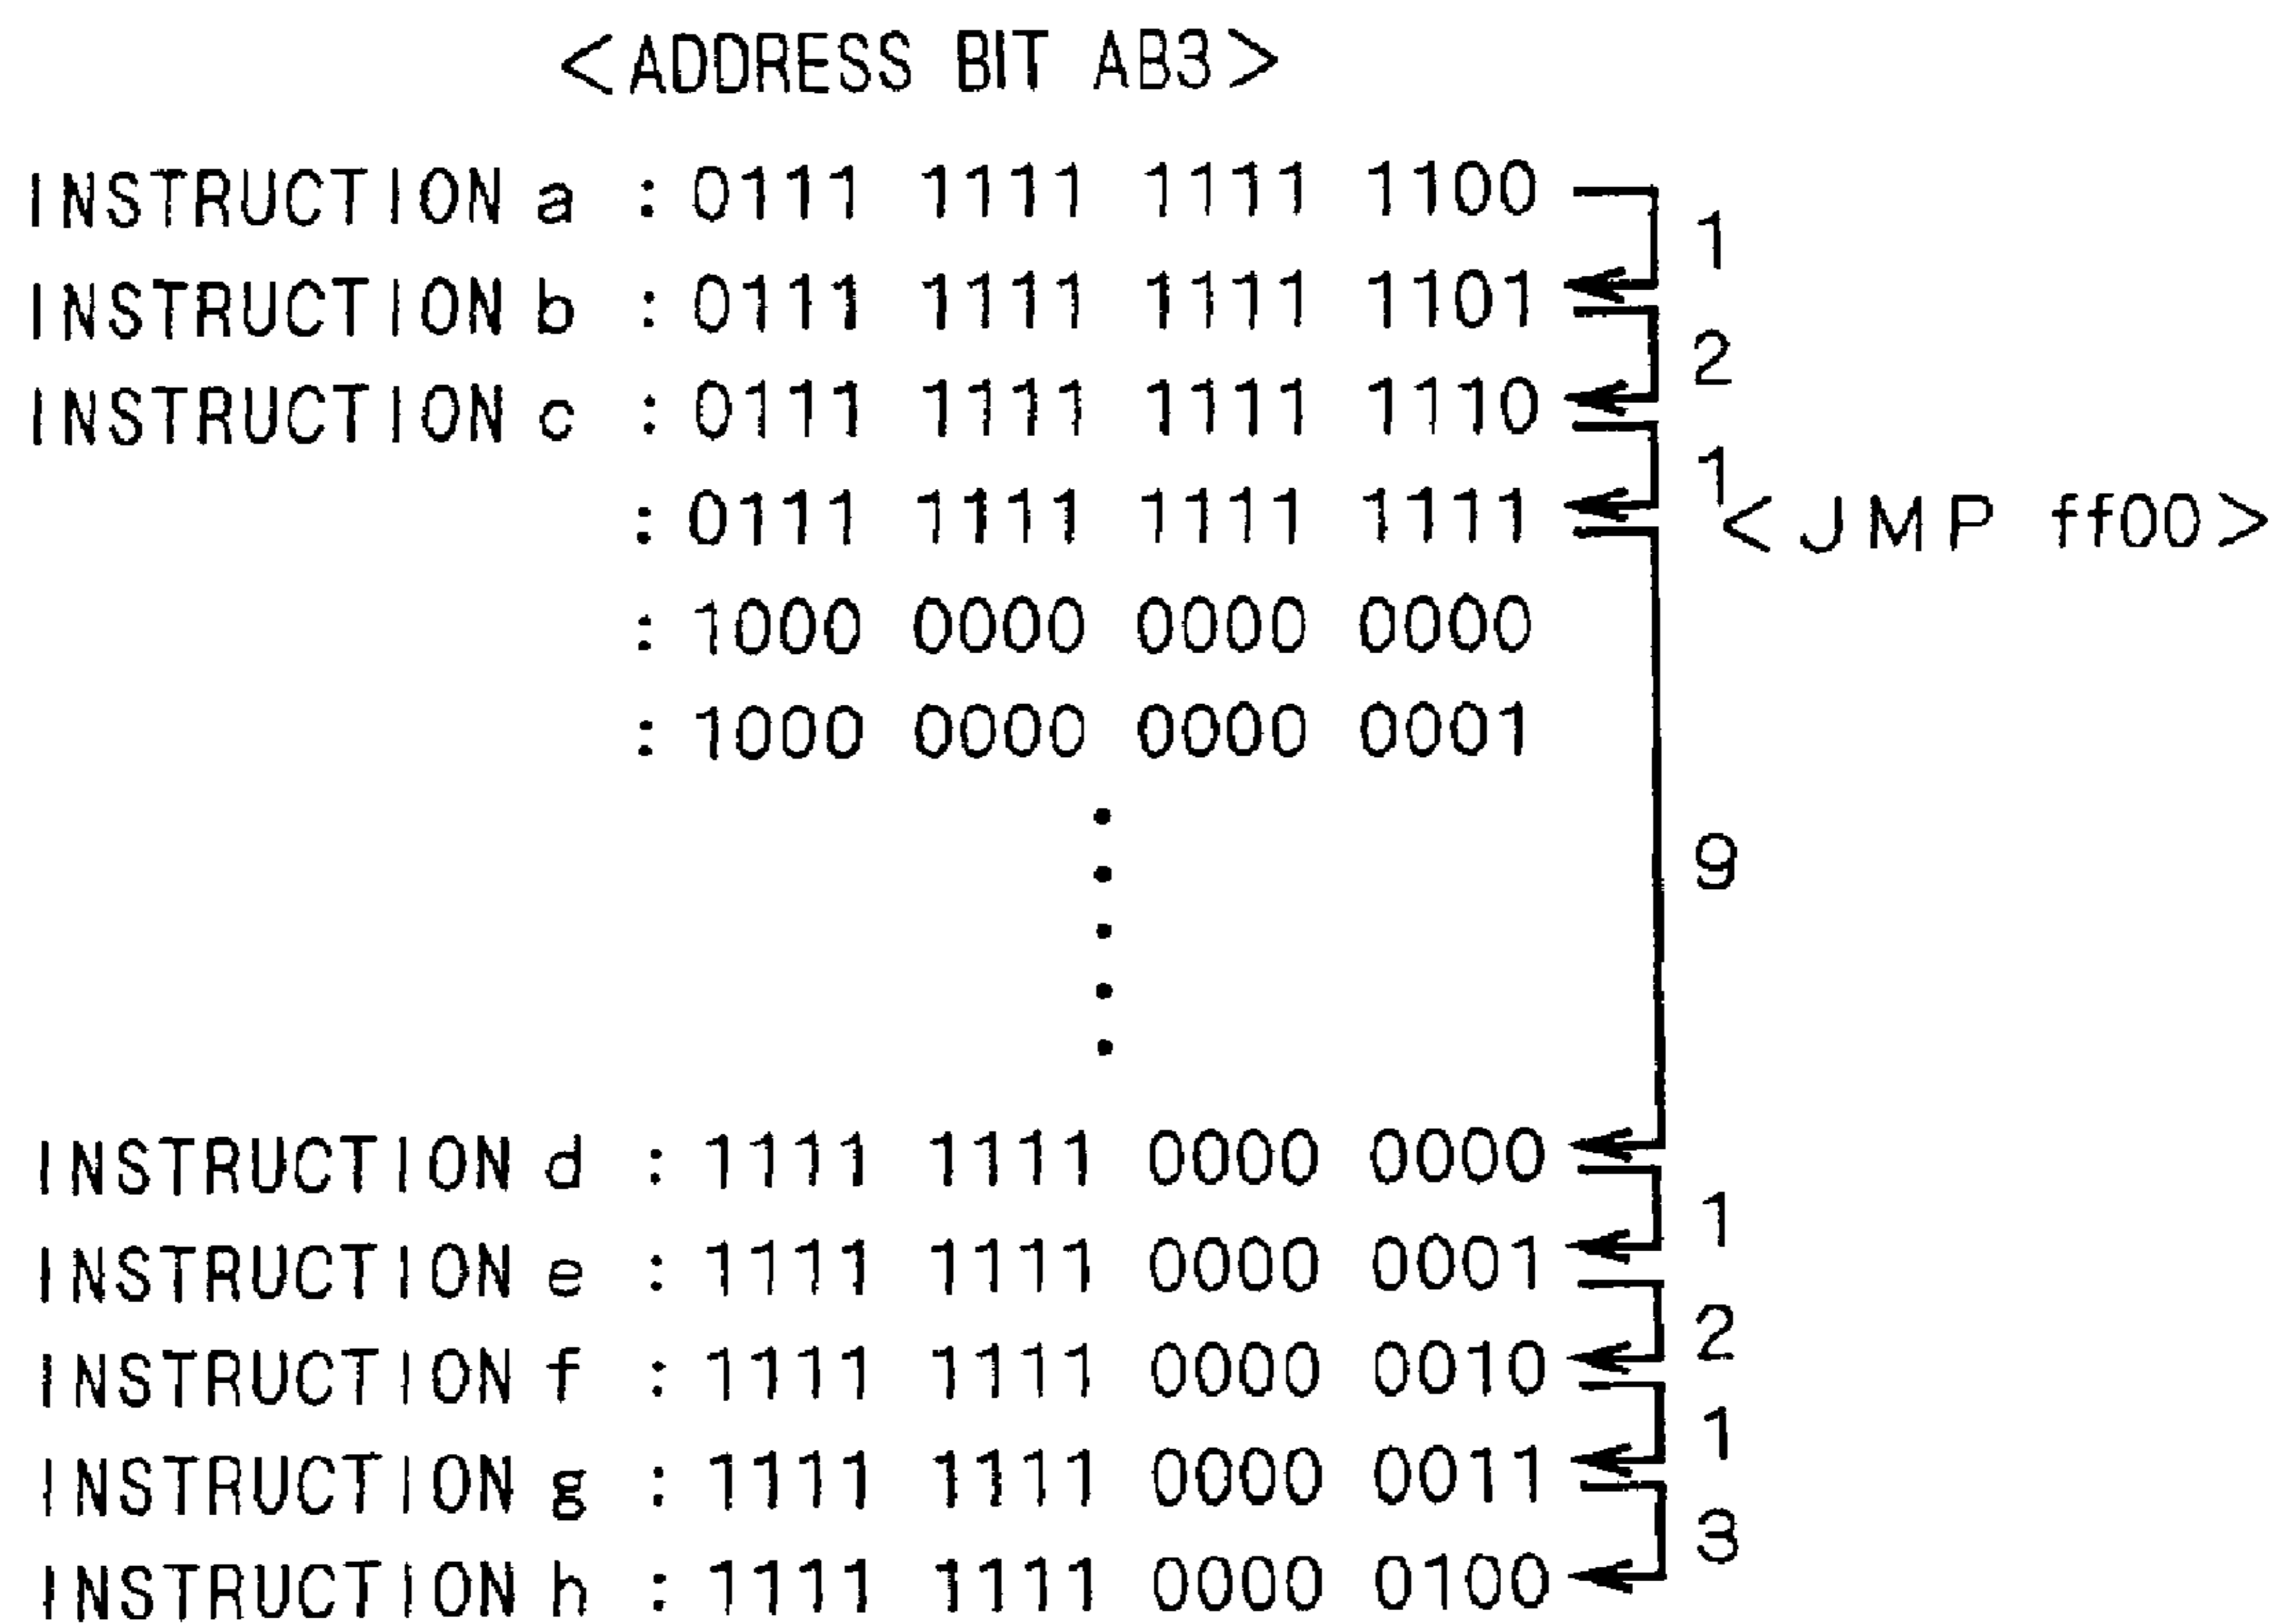 <ADDRESS BIT AB3>
INSTRUCTION a : 0111 1111 1111 1100
1
INSTRUCTION b : 0111 1111 1111 1101
2
INSTRUCTION c : 0111 1111 1111 1110
1
: 0111 1111 1111 1111 <JMP ff00>
: 1000 0000 0000 0000
: 1000 0000 0000 0001
9
INSTRUCTION d : 1111 1111 0000 0000
1
INSTRUCTION e : 1111 1111 0000 0001
2
INSTRUCTION f : 1111 1111 0000 0010
1
INSTRUCTION g : 1111 1111 0000 0011
3
INSTRUCTION h : 1111 1111 0000 0100